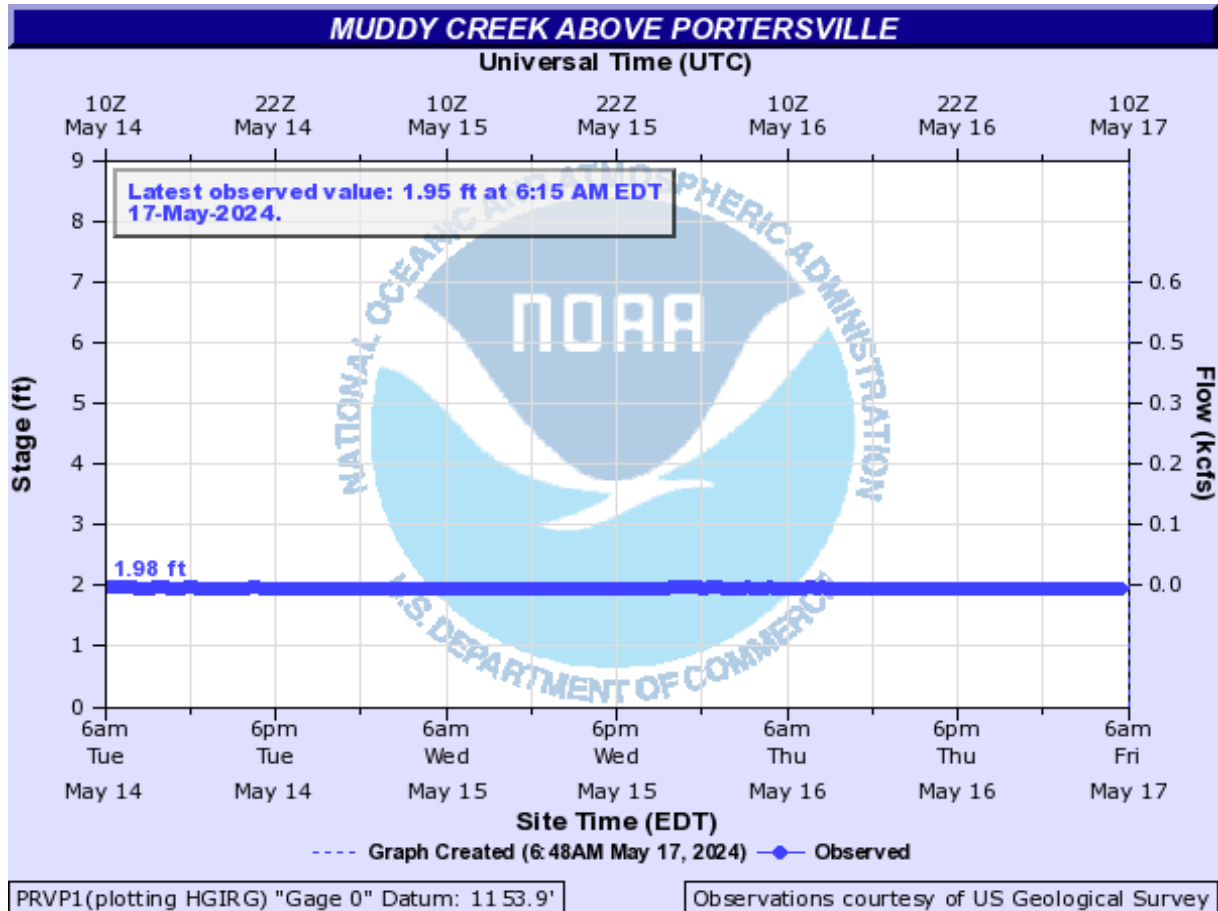 MUDDY CREEK ABOVE PORTERSVILLE
Universal Time (UTC)
10Z 22Z 10Z 22Z 10Z 22Z 10Z
May 14 May 14 May 15 May 15 May 16 May 16 May 17
Latest observed value: 1.95 ft at 6:15 AM EDT
17-May-2024.
9
8
7 0.6
6 0.5
5 0.3
4 0.2
3 0.1
2 0.0
1
0
Stage (ft)
Flow (kcfs)
1.98 ft
NATIONAL OCEANIC AND ATMOSPHERIC ADMINISTRATION
NOAA
U.S. DEPARTMENT OF COMMERCE
6am 6pm 6am 6pm 6am 6pm 6am
Tue Tue Wed Wed Thu Thu Fri
May 14 May 14 May 15 May 15 May 16 May 16 May 17
Site Time (EDT)
Graph Created (6:48AM May 17, 2024) Observed
PRVP1(plotting HGIRG) "Gage 0" Datum: 1153.9'
Observations courtesy of US Geological Survey